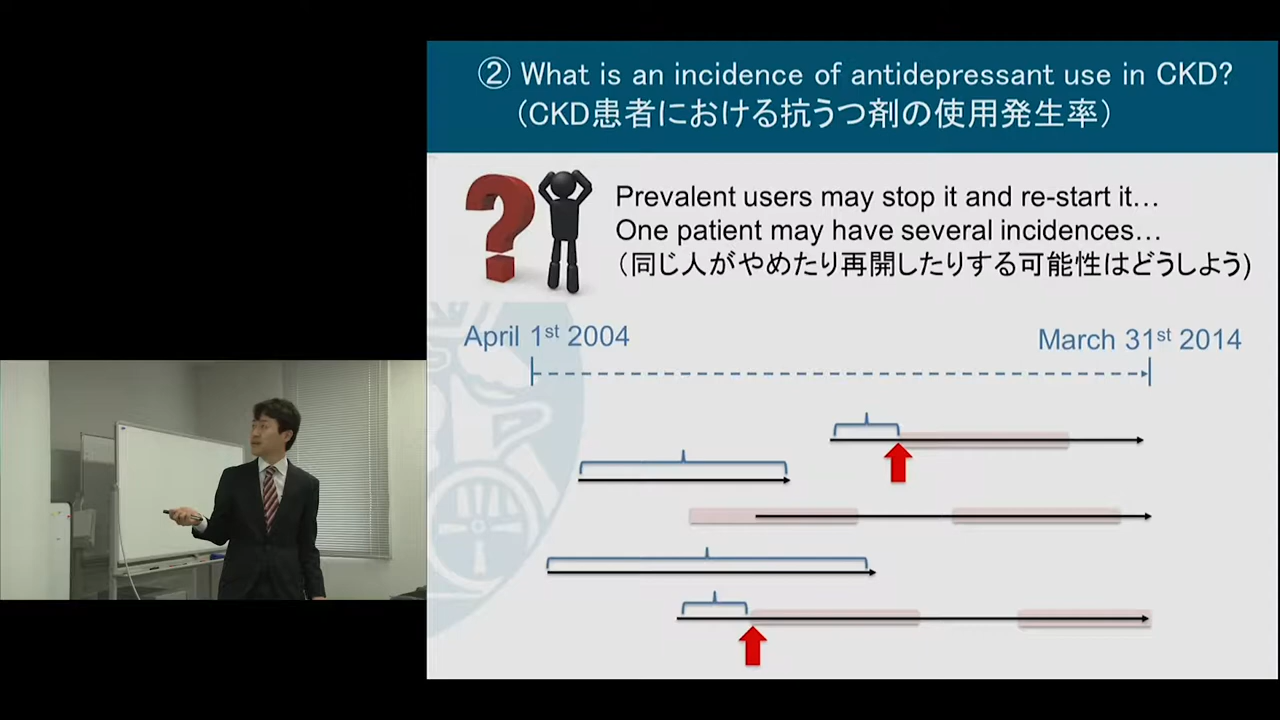 ② What is an incidence of antidepressant use in CKD?
（CKD患者における抗うつ剤の使用発生率）
Prevalent users may stop it and re-start it…
One patient may have several incidences…
（同じ人がやめたり再開したりする可能性はどうしよう)
April 1st 2004
March 31st 2014